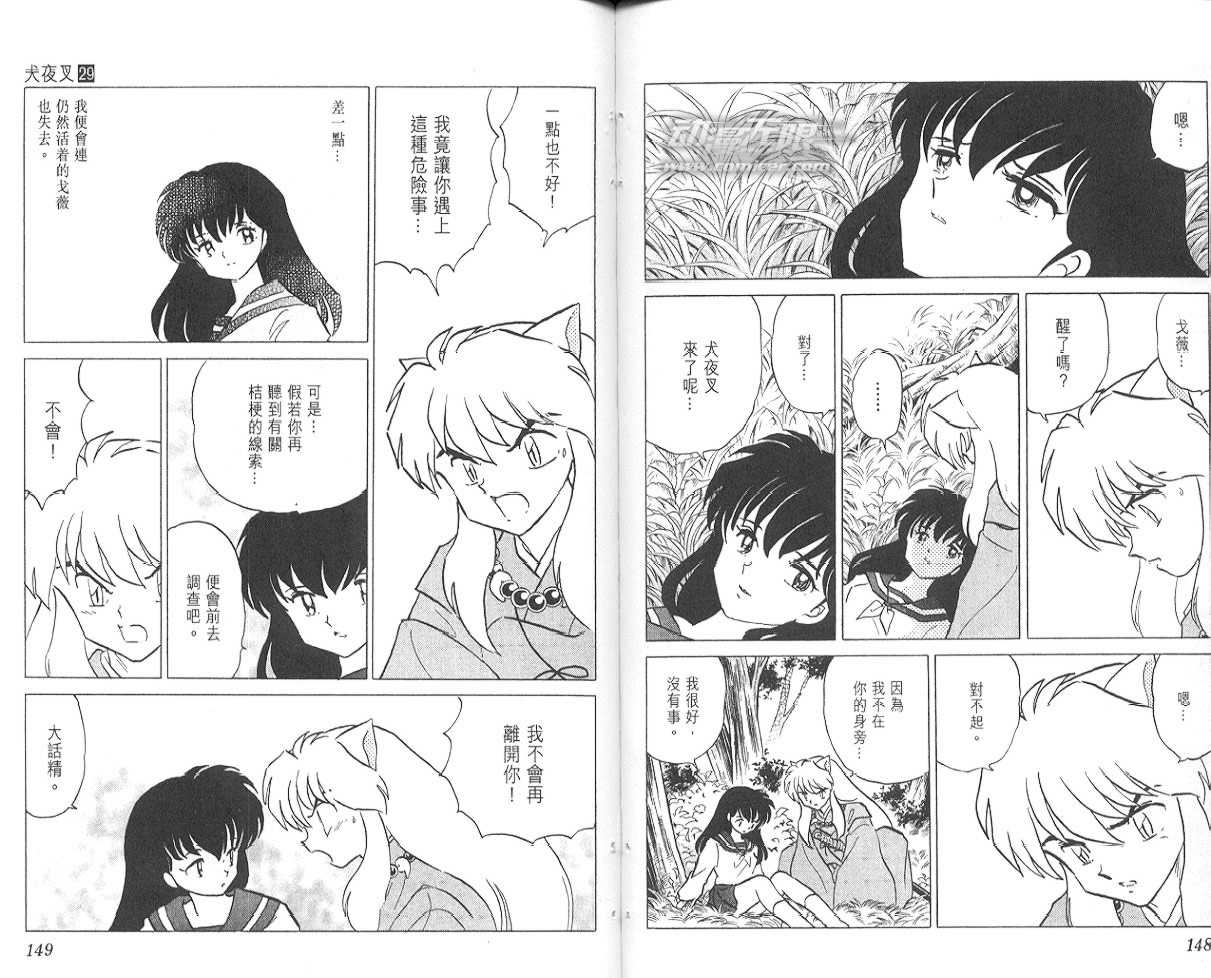 嗯…
戈薇…
醒了嗎?
……
對了…
犬夜叉
來了呢…
嗯…
對不起。
因為
我不在
你的身旁…
我很好，
沒有事。
148
犬夜叉 29
一點也不好!
我竟讓你遇上
這種危險事…
差一點…
我便會連
仍然活着的戈薇
也失去。
可是…
假若你再
聽到有關
桔梗的線索…
便會前去
調查吧。
不會!
我不會再
離開你!
大話精。
149